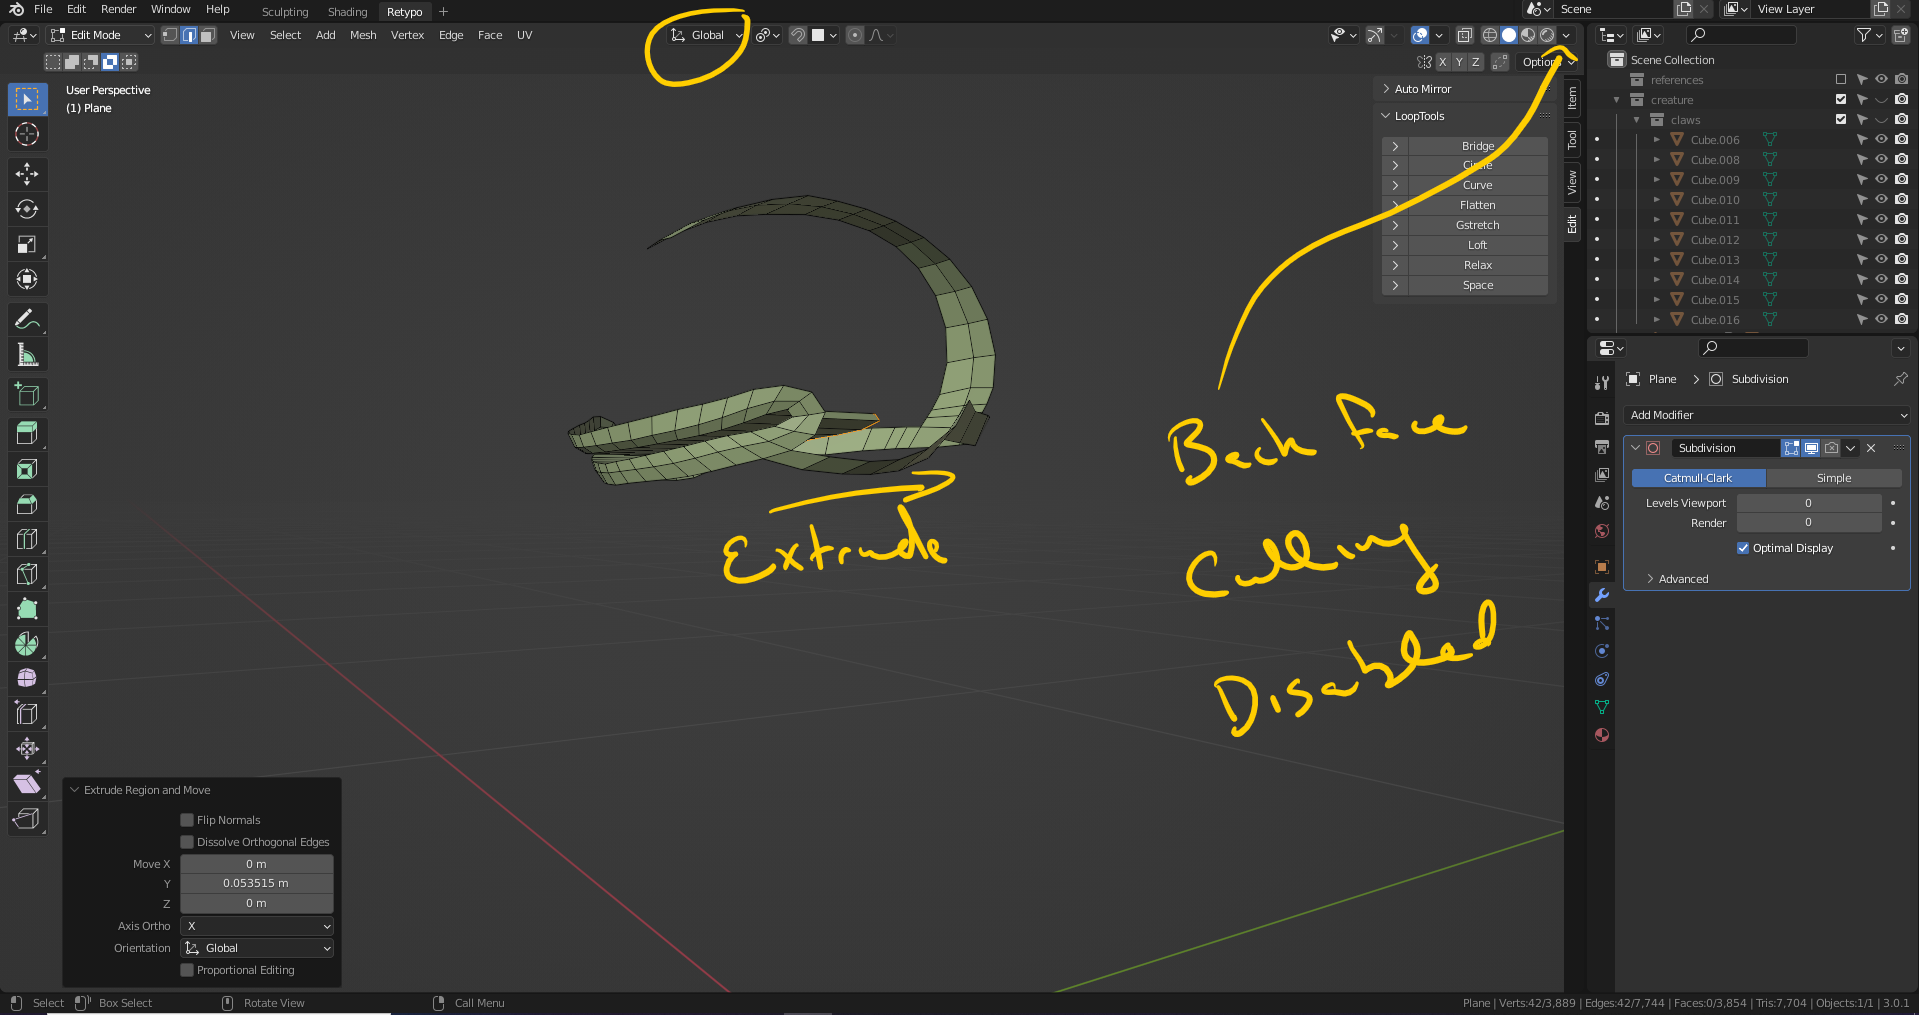 File Edit Render Window Help Sculpting Shading Retypo + Scene View Layer
Edit Mode View Select Add Mesh Vertex Edge Face UV Global
X Y Z Options
User Perspective
(1) Plane
Auto Mirror
LoopTools
Bridge
Circle
Curve
Flatten
Gstretch
Loft
Relax
Space
Item
Tool
View
Edit
Scene Collection
references
creature
claws
Cube.006
Cube.008
Cube.009
Cube.010
Cube.011
Cube.012
Cube.013
Cube.014
Cube.015
Cube.016
Plane Subdivision
Add Modifier
Subdivision
Catmull-Clark Simple
Levels Viewport 0
Render 0
Optimal Display
Advanced
Extrude
Back Face
Culling
Disabled
Extrude Region and Move
Flip Normals
Dissolve Orthogonal Edges
Move X 0 m
Y 0.053515 m
Z 0 m
Axis Ortho X
Orientation Global
Proportional Editing
Select Box Select Rotate View Call Menu Plane | Verts:42/3,889 | Edges:42/7,744 | Faces:0/3,854 | Tris:7,704 | Objects:1/1 | 3.0.1